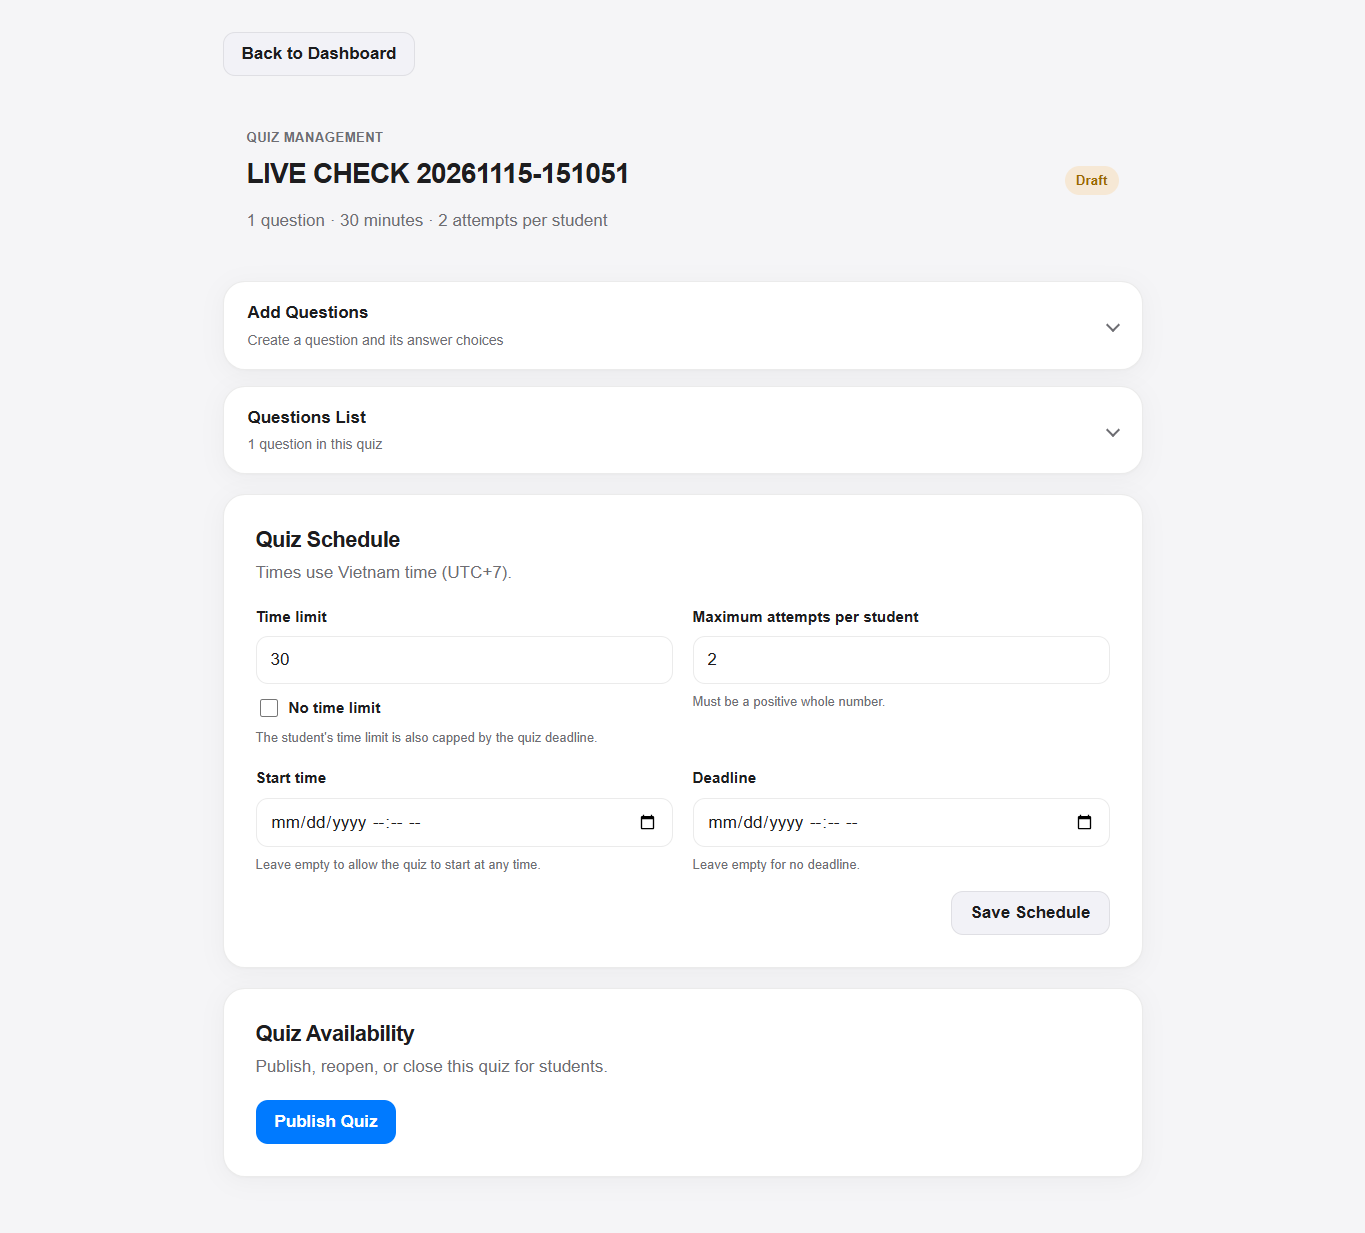 Back to Dashboard
QUIZ MANAGEMENT
LIVE CHECK 20261115-151051
Draft
1 question · 30 minutes · 2 attempts per student
Add Questions
Create a question and its answer choices
Questions List
1 question in this quiz
Quiz Schedule
Times use Vietnam time (UTC+7).
Time limit
30
No time limit
The student's time limit is also capped by the quiz deadline.
Maximum attempts per student
2
Must be a positive whole number.
Start time
mm/dd/yyyy --:-- --
Leave empty to allow the quiz to start at any time.
Deadline
mm/dd/yyyy --:-- --
Leave empty for no deadline.
Save Schedule
Quiz Availability
Publish, reopen, or close this quiz for students.
Publish Quiz